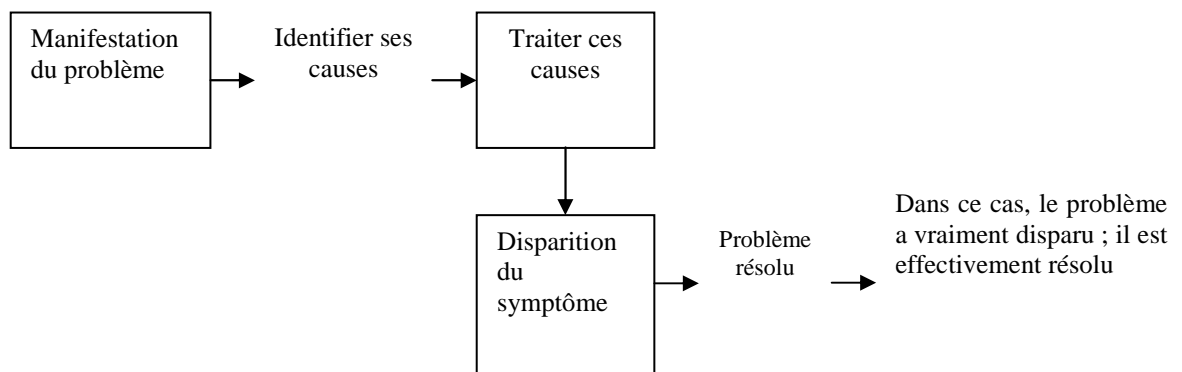 Manifestation
du problème
Identifier ses
causes
Traiter ces
causes
Disparition
du
symptôme
Problème
résolu
Dans ce cas, le problème
a vraiment disparu ; il est
effectivement résolu